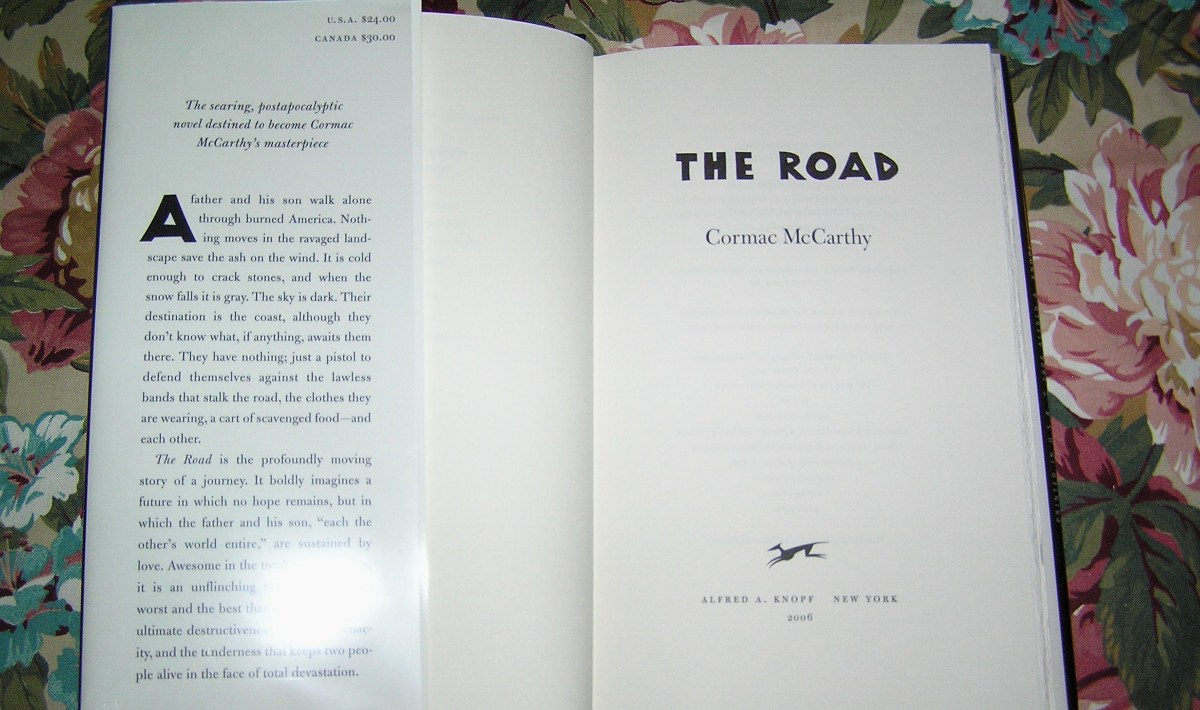 U.S.A. $24.00
CANADA $30.00
The searing, postapocalyptic
novel destined to become Cormac
McCarthy's masterpiece
A father and his son walk alone
through burned America. Noth-
ing moves in the ravaged land-
scape save the ash on the wind. It is cold
enough to crack stones, and when the
snow falls it is gray. The sky is dark. Their
destination is the coast, although they
don't know what, if anything, awaits them
there. They have nothing; just a pistol to
defend themselves against the lawless
bands that stalk the road, the clothes they
are wearing, a cart of scavenged food—and
each other.
The Road is the profoundly moving
story of a journey. It boldly imagines a
future in which no hope remains, but in
which the father and his son, “each the
other's world entire,” are sustained by
love. Awesome in the
it is an unflinching
worst and the best that
ultimate
ity, and the tenderness that keeps two peo-
ple alive in the face of total devastation.
THE ROAD
Cormac McCarthy
ALFRED A. KNOPF NEW YORK
2006